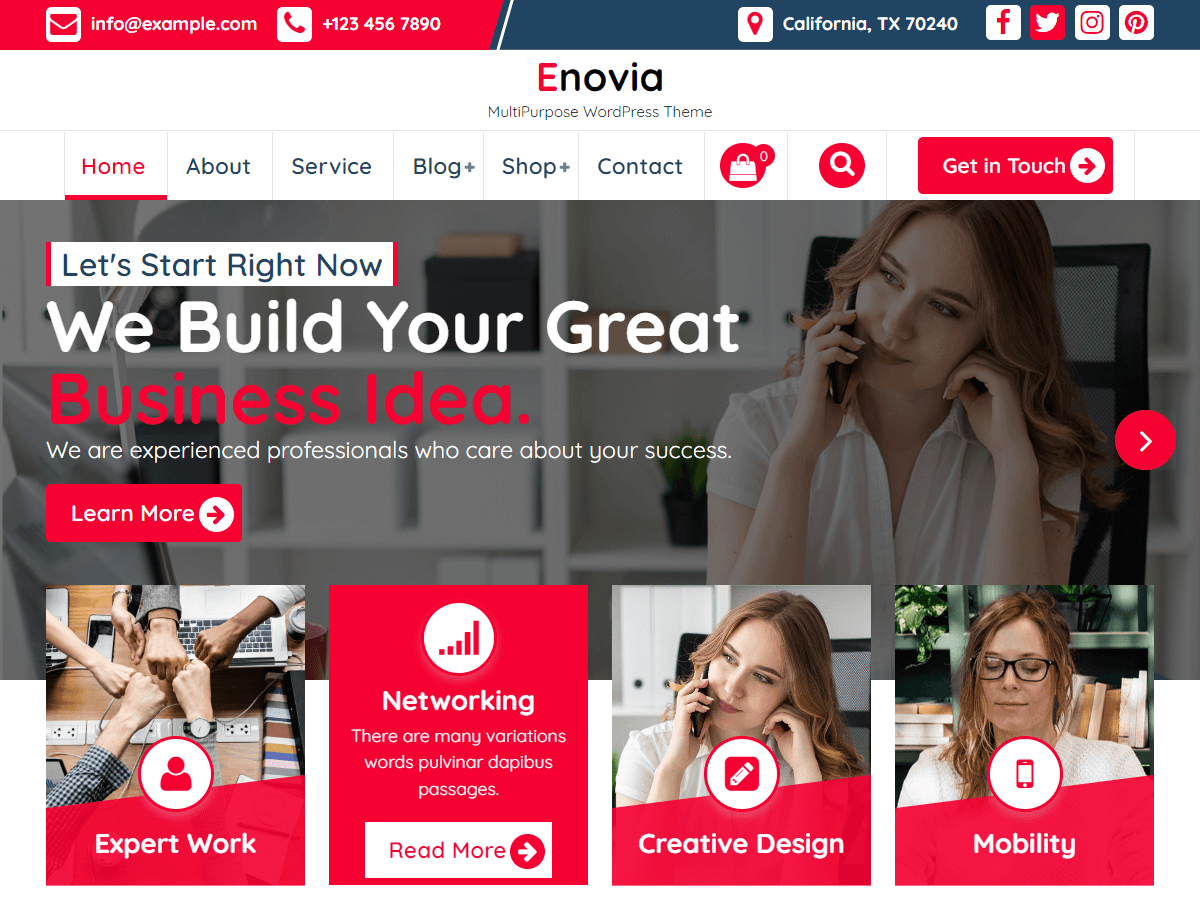 info@example.com
+123 456 7890
California, TX 70240
Enovia
MultiPurpose WordPress Theme
Home
About
Service
Blog+
Shop+
Contact
0
Get in Touch
Let's Start Right Now
We Build Your Great
Business Idea.
We are experienced professionals who care about your success.
Learn More
Expert Work
Networking
There are many variations
words pulvinar dapibus
passages.
Read More
Creative Design
Mobility